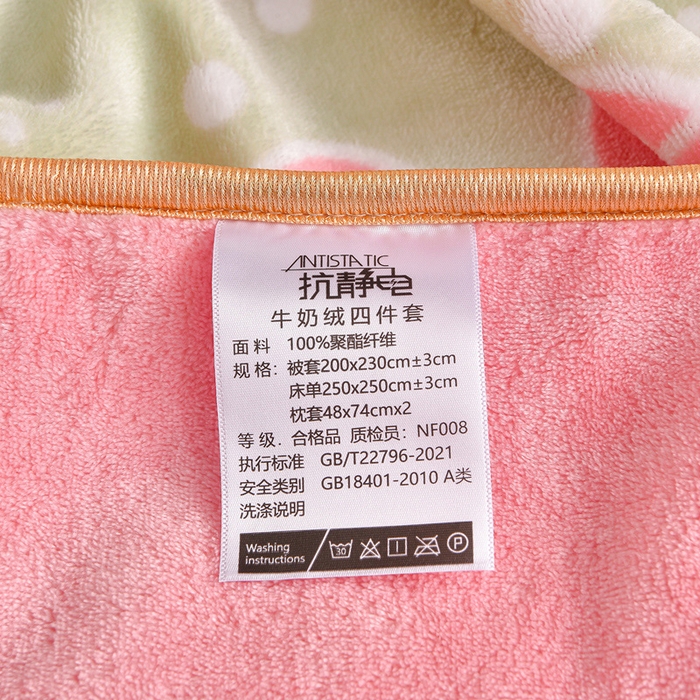 ANTISTATIC
抗静电
牛奶绒四件套
面料 100%聚酯纤维
规格：被套200x230cm±3cm
床单250x250cm±3cm
枕套48x74cmx2
等级．合格品 质检员：NF008
执行标准 GB/T22796-2021
安全类别 GB18401-2010 A类
洗涤说明
Washing
instructions
30
P